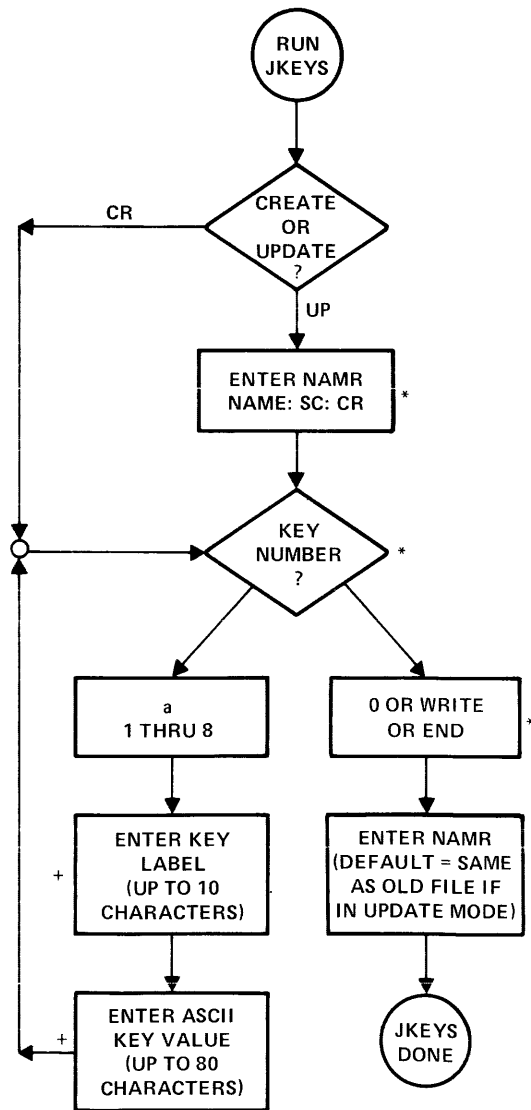 RUN
JKEYS
CREATE
OR
UPDATE
?
CR
UP
ENTER NAMR
NAME: SC: CR
*
KEY
NUMBER
?
*
a
1 THRU 8
0 OR WRITE
OR END
*
ENTER KEY
LABEL
(UP TO 10
CHARACTERS)
+
ENTER NAMR
(DEFAULT = SAME
AS OLD FILE IF
IN UPDATE MODE)
ENTER ASCII
KEY VALUE
(UP TO 80
CHARACTERS)
+
JKEYS
DONE